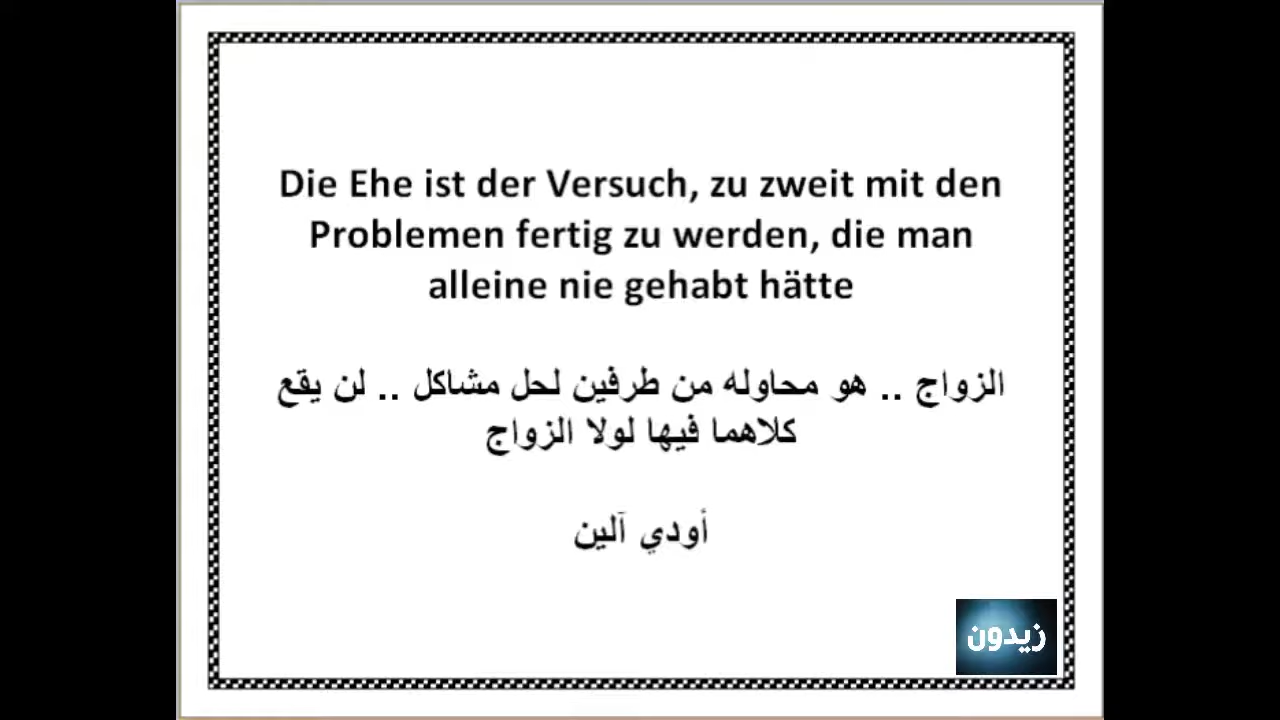 Die Ehe ist der Versuch, zu zweit mit den
Problemen fertig zu werden, die man
alleine nie gehabt hätte
الزواج .. هو محاوله من طرفين لحل مشاكل .. لن يقع
كلاهما فيها لولا الزواج
أودي آلين
زيدون